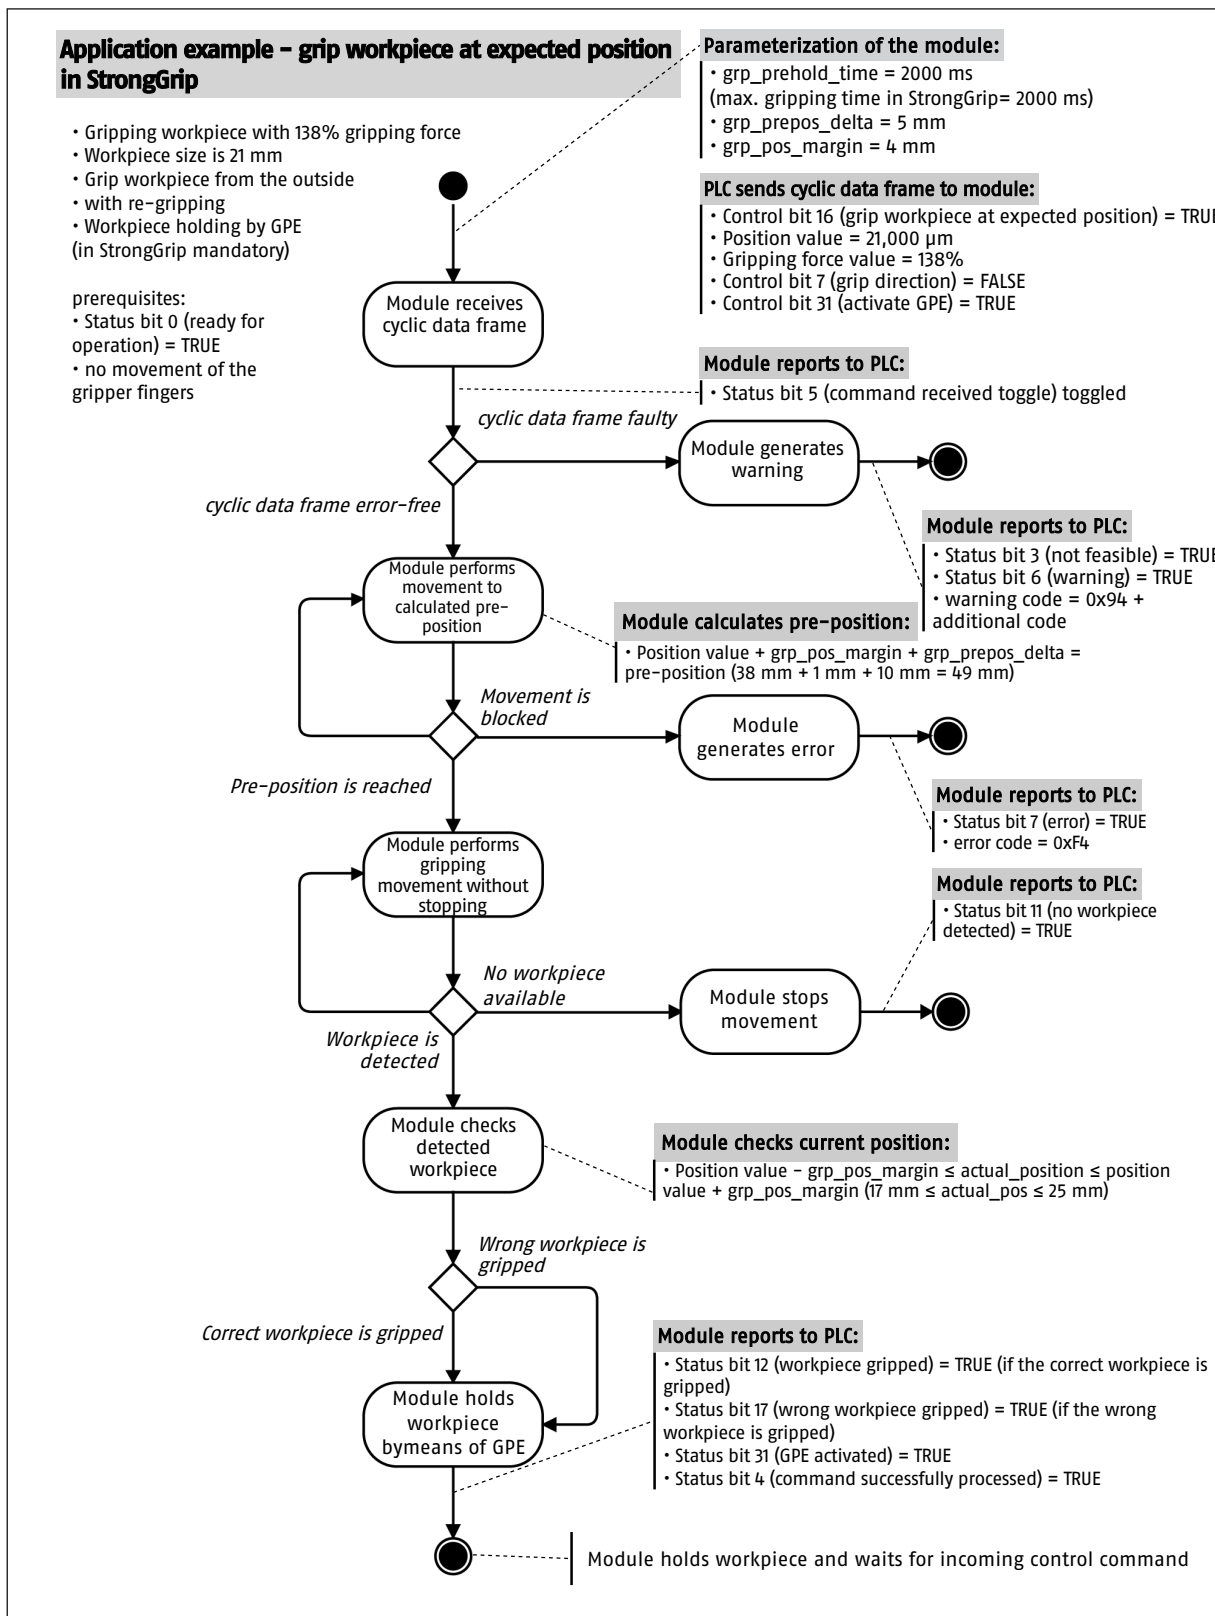 Application example – grip workpiece at expected position
in StrongGrip
• Gripping workpiece with 138% gripping force
• Workpiece size is 21 mm
• Grip workpiece from the outside
• with re-gripping
• Workpiece holding by GPE
(in StrongGrip mandatory)
prerequisites:
• Status bit 0 (ready for
operation) = TRUE
• no movement of the
gripper fingers
Parameterization of the module:
• grp_prehold_time = 2000 ms
(max. gripping time in StrongGrip= 2000 ms)
• grp_prepos_delta = 5 mm
• grp_pos_margin = 4 mm
PLC sends cyclic data frame to module:
• Control bit 16 (grip workpiece at expected position) = TRUE
• Position value = 21,000 µm
• Gripping force value = 138%
• Control bit 7 (grip direction) = FALSE
• Control bit 31 (activate GPE) = TRUE
Module receives
cyclic data frame
Module reports to PLC:
• Status bit 5 (command received toggle) toggled
cyclic data frame faulty
Module generates
warning
cyclic data frame error-free
Module reports to PLC:
• Status bit 3 (not feasible) = TRUE
• Status bit 6 (warning) = TRUE
• warning code = 0x94 +
additional code
Module performs
movement to
calculated pre-
position
Module calculates pre-position:
• Position value + grp_pos_margin + grp_prepos_delta =
pre-position (38 mm + 1 mm + 10 mm = 49 mm)
Movement is
blocked
Module
generates error
Pre-position is reached
Module reports to PLC:
• Status bit 7 (error) = TRUE
• error code = 0xF4
Module performs
gripping
movement without
stopping
Module reports to PLC:
• Status bit 11 (no workpiece
detected) = TRUE
No workpiece
available
Module stops
movement
Workpiece is
detected
Module checks
detected
workpiece
Module checks current position:
• Position value – grp_pos_margin ≤ actual_position ≤ position
value + grp_pos_margin (17 mm ≤ actual_pos ≤ 25 mm)
Wrong workpiece is
gripped
Correct workpiece is gripped
Module holds
workpiece
bymeans of GPE
Module reports to PLC:
• Status bit 12 (workpiece gripped) = TRUE (if the correct workpiece is
gripped)
• Status bit 17 (wrong workpiece gripped) = TRUE (if the wrong
workpiece is gripped)
• Status bit 31 (GPE activated) = TRUE
• Status bit 4 (command successfully processed) = TRUE
Module holds workpiece and waits for incoming control command